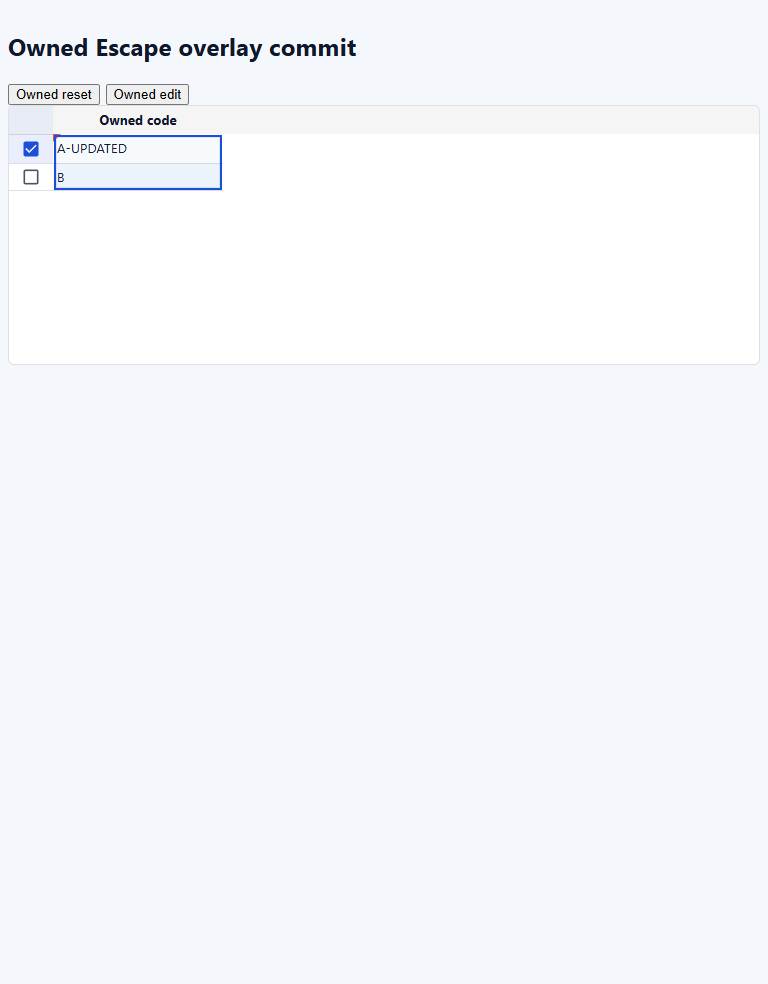 Owned Escape overlay commit
Owned reset Owned edit
Owned code
A-UPDATED
B